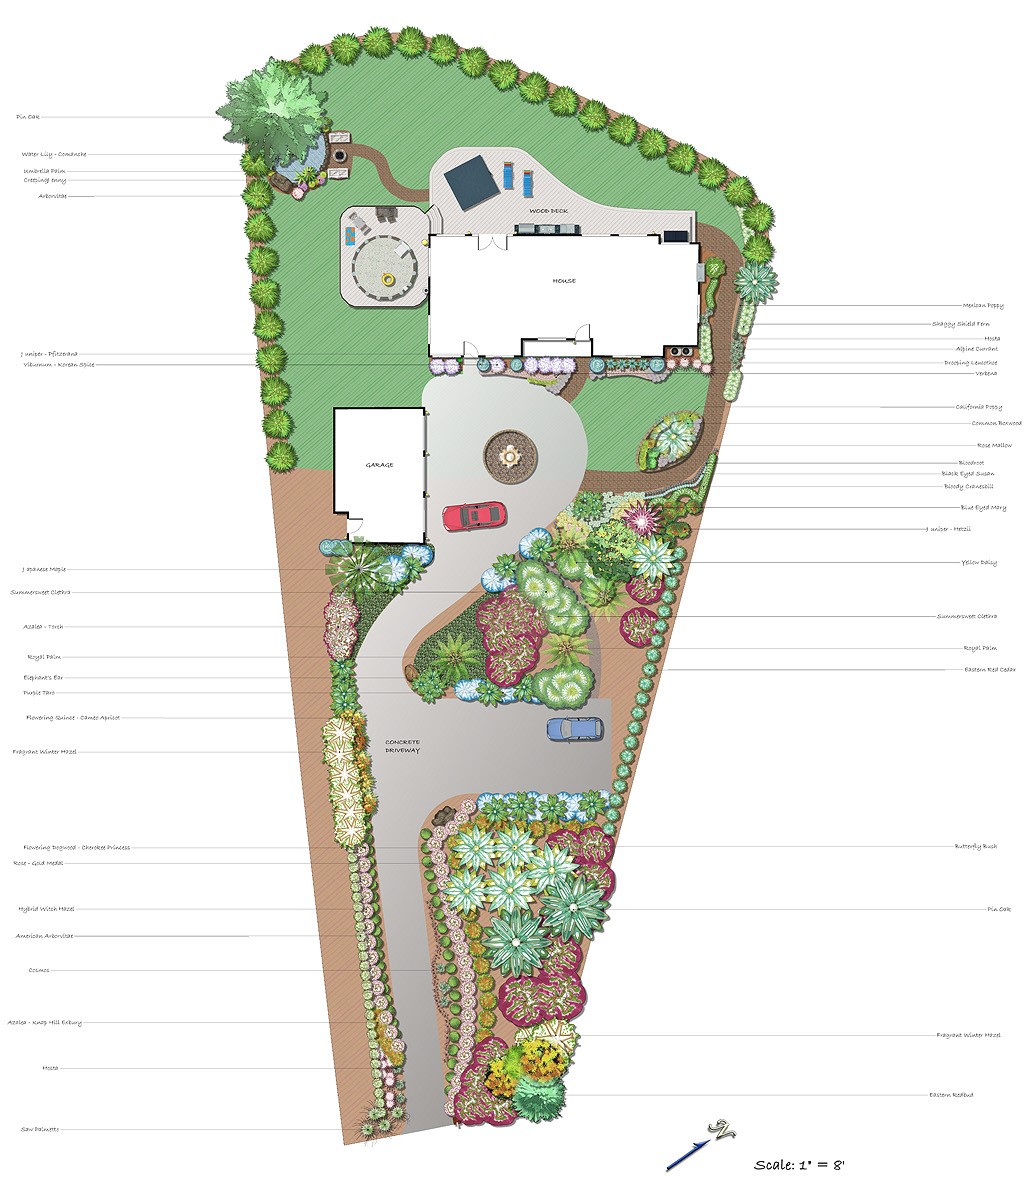 Pin Oak
Water Lily - Comanche
Umbrella Palm
Creeping Jenny
Arborvitae
Juniper - Pfitzerand
Viburnum - Korean Spice
Japanese Maple
Summersweet Clethra
Azalea - Torch
Royal Palm
Elephant's Ear
Purple Taro
Flowering Quince - Cameo Apricot
Fragrant Winter Hazel
Flowering Dogwood - Cherokee Princess
Rose - Gold Medal
Hybrid Witch Hazel
American Arborvitae
Cosmos
Azalea - Knap Hill Exbury
Hosta
Saw Palmetto
WOOD DECK
HOUSE
GARAGE
CONCRETE
DRIVEWAY
Mexican Poppy
Shaggy Shield Fern
Hosta
Alpine Currant
Drooping Leucothoe
Verbena
California Poppy
Common Boxwood
Rose Mallow
Bloodroot
Black Eyed Susan
Bloody Cranesbill
Blue Eyed Mary
Juniper - Hetzii
Yellow Daisy
Summersweet Clethra
Royal Palm
Eastern Red Cedar
Butterfly Bush
Pin Oak
Fragrant Winter Hazel
Eastern Redbud
N
Scale: 1" = 8'